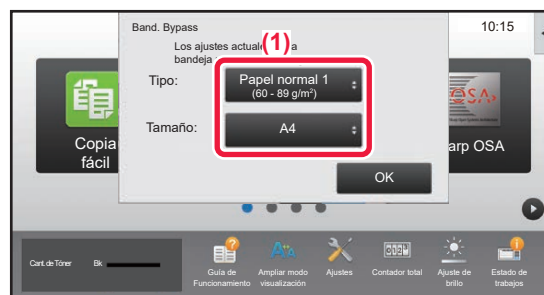 Band. Bypass
10:15
Los ajustes actuale
(1)
a
bandeja
Tipo:
Papel normal 1
(60 - 89 g/m²)
Tamaño:
A4
OK
Copia
fácil
OSA
arp OSA
Cant. de Tóner
Bk
Guía de
Funcionamiento
Ampliar modo
visualización
Ajustes
Contador total
Ajuste de
brillo
Estado de
trabajos